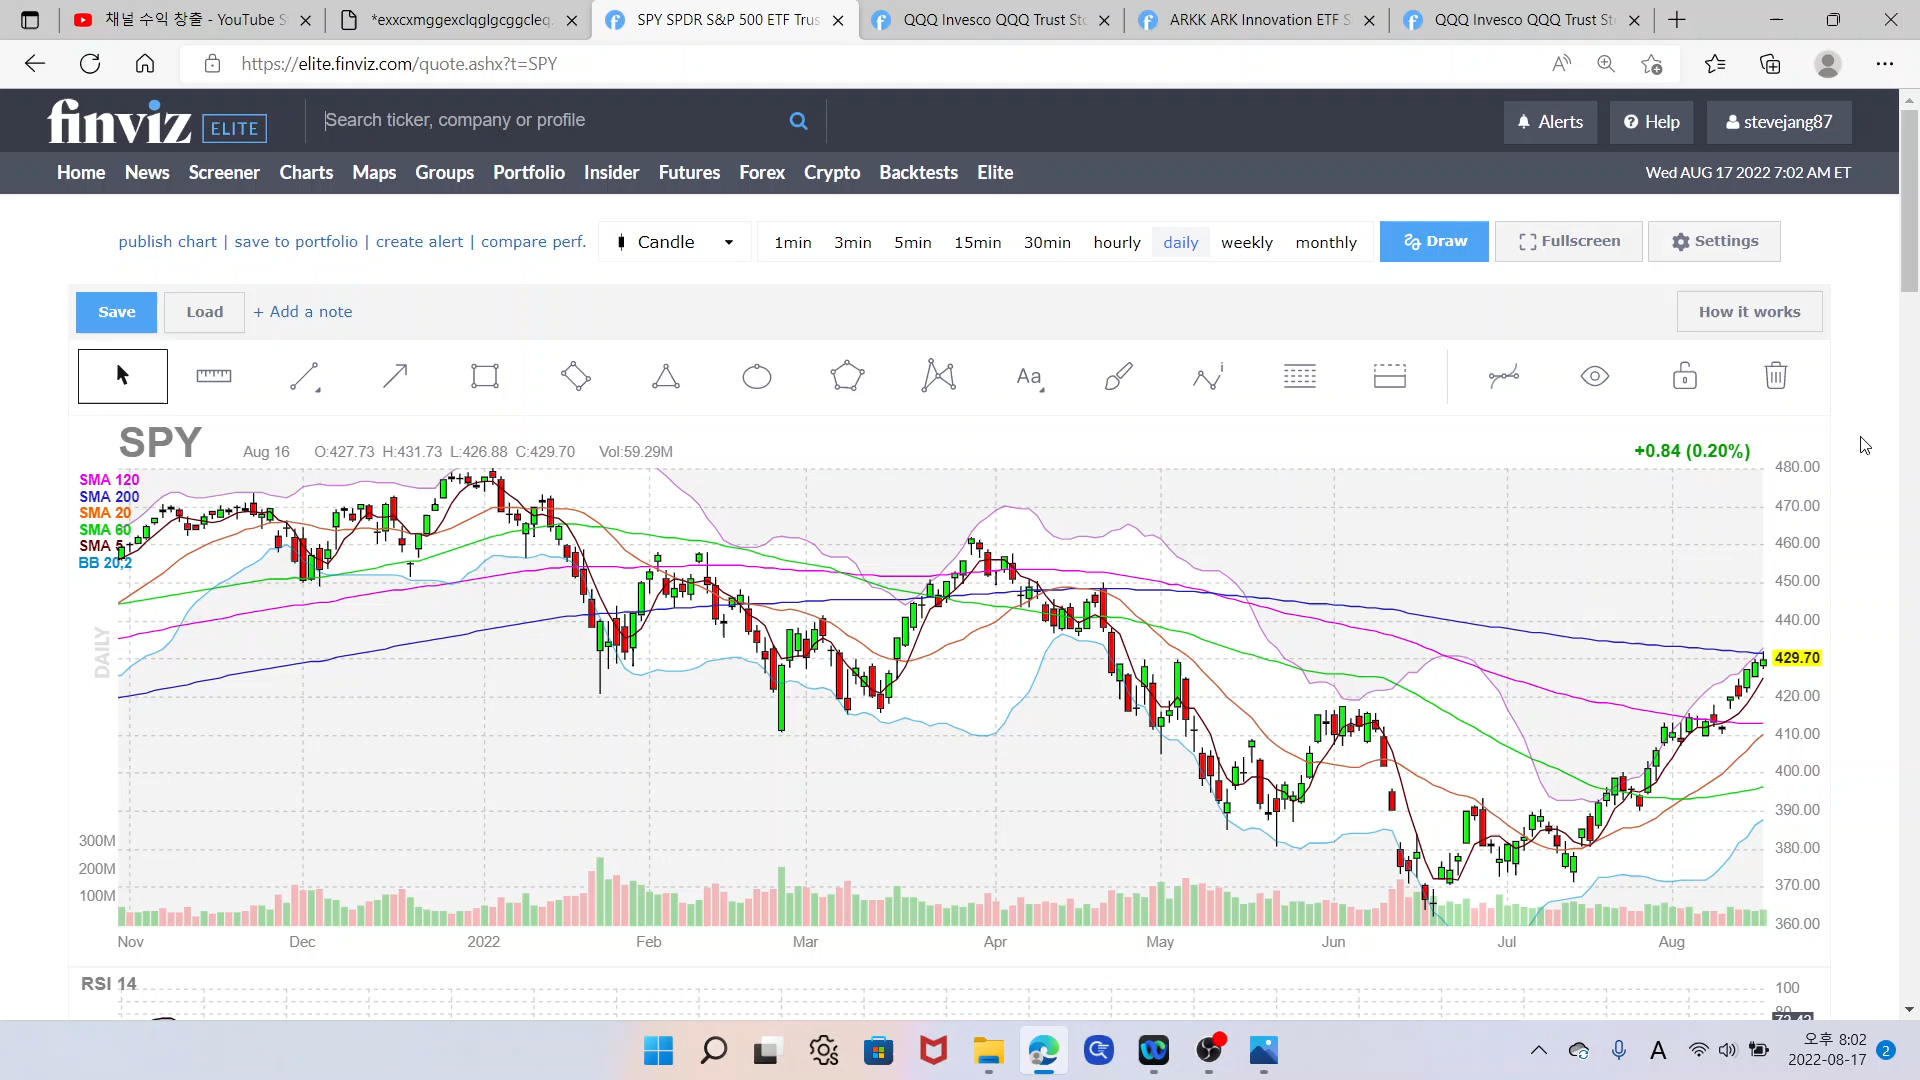 채널 수익 창출 - YouTube S
*exxcxmggexclqglgcggcleq
SPY SPDR S&P 500 ETF Trus
QQQ Invesco QQQ Trust Sto
ARKK ARK Innovation ETF S
QQQ Invesco QQQ Trust St
https://elite.finviz.com/quote.ashx?t=SPY
finviz ELITE
Search ticker, company or profile
Alerts
Help
stevejang87
Home News Screener Charts Maps Groups Portfolio Insider Futures Forex Crypto Backtests Elite
Wed AUG 17 2022 7:02 AM ET
publish chart | save to portfolio | create alert | compare perf.
Candle
1min 3min 5min 15min 30min hourly daily weekly monthly
Draw
Fullscreen
Settings
Save
Load
+ Add a note
How it works
Aa
SPY
Aug 16 O:427.73 H:431.73 L:426.88 C:429.70 Vol:59.29M
+0.84 (0.20%)
SMA 120
SMA 200
SMA 20
SMA 60
SMA 5
BB 20,2
DAILY
480.00
470.00
460.00
450.00
440.00
429.70
420.00
410.00
400.00
390.00
380.00
370.00
360.00
300M
200M
100M
Nov Dec 2022 Feb Mar Apr May Jun Jul Aug
RSI 14
100
A
오후 8:02
2022-08-17
2